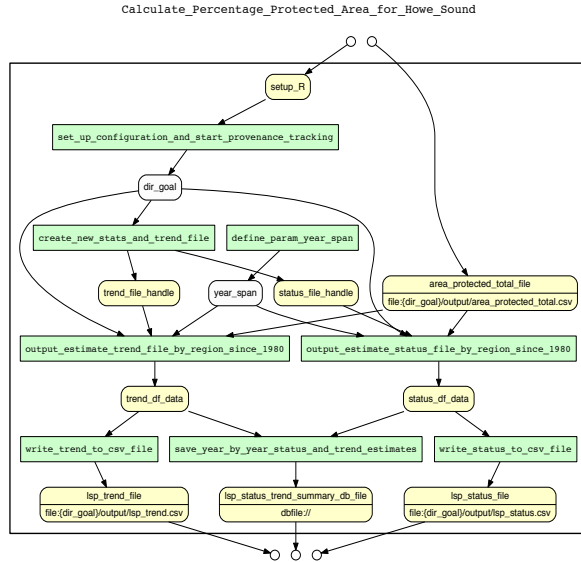 Calculate_Percentage_Protected_Area_for_Howe_Sound
setup_R
set_up_configuration_and_start_provenance_tracking
dir_goal
create_new_stats_and_trend_file
define_param_year_span
trend_file_handle
year_span
status_file_handle
area_protected_total_file
file:{dir_goal}/output/area_protected_total.csv
output_estimate_trend_file_by_region_since_1980
output_estimate_status_file_by_region_since_1980
trend_df_data
status_df_data
write_trend_to_csv_file
save_year_by_year_status_and_trend_estimates
write_status_to_csv_file
lsp_trend_file
file:{dir_goal}/output/lsp_trend.csv
lsp_status_trend_summary_db_file
dbfile://
lsp_status_file
file:{dir_goal}/output/lsp_status.csv